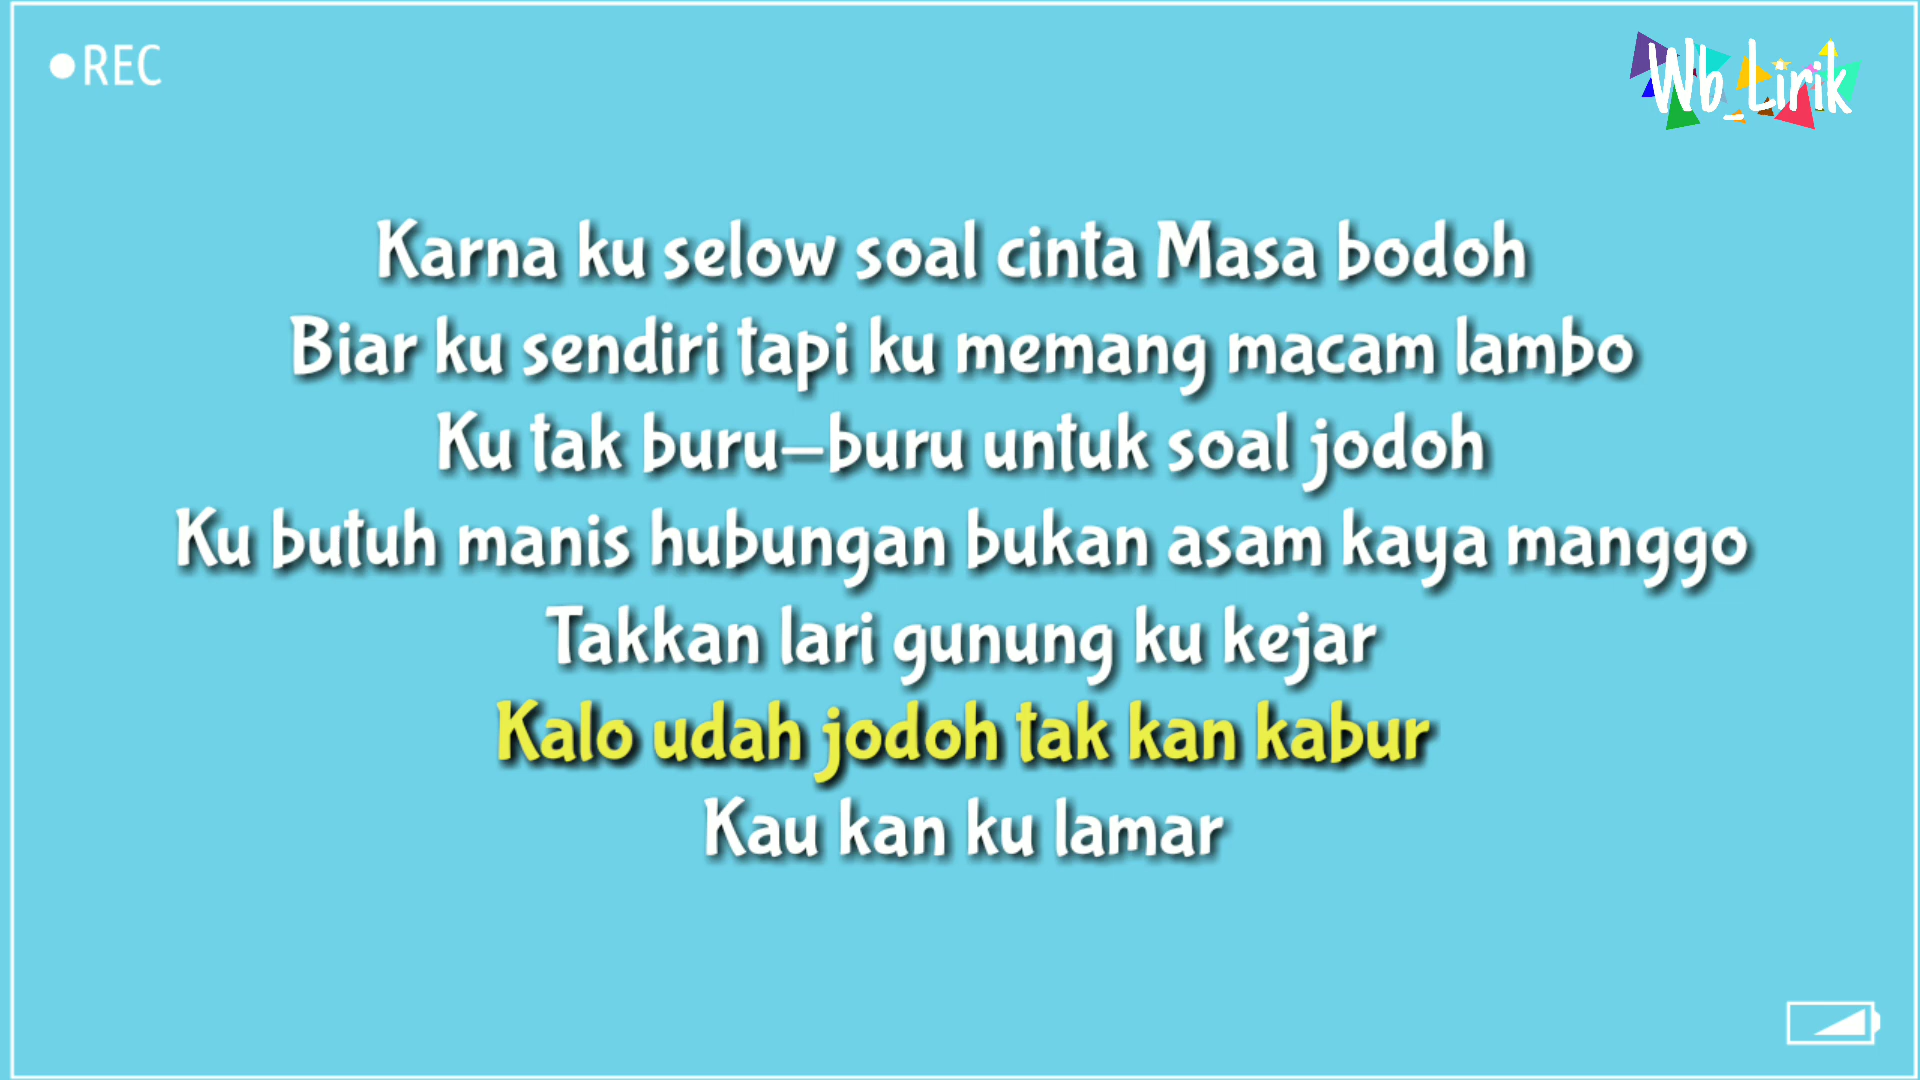 REC
Wb_Lirik
Karna ku selow soal cinta Masa bodoh
Biar ku sendiri tapi ku memang macam lambo
Ku tak buru-buru untuk soal jodoh
Ku butuh manis hubungan bukan asam kaya manggo
Takkan lari gunung ku kejar
Kalo udah jodoh tak kan kabur
Kau kan ku lamar